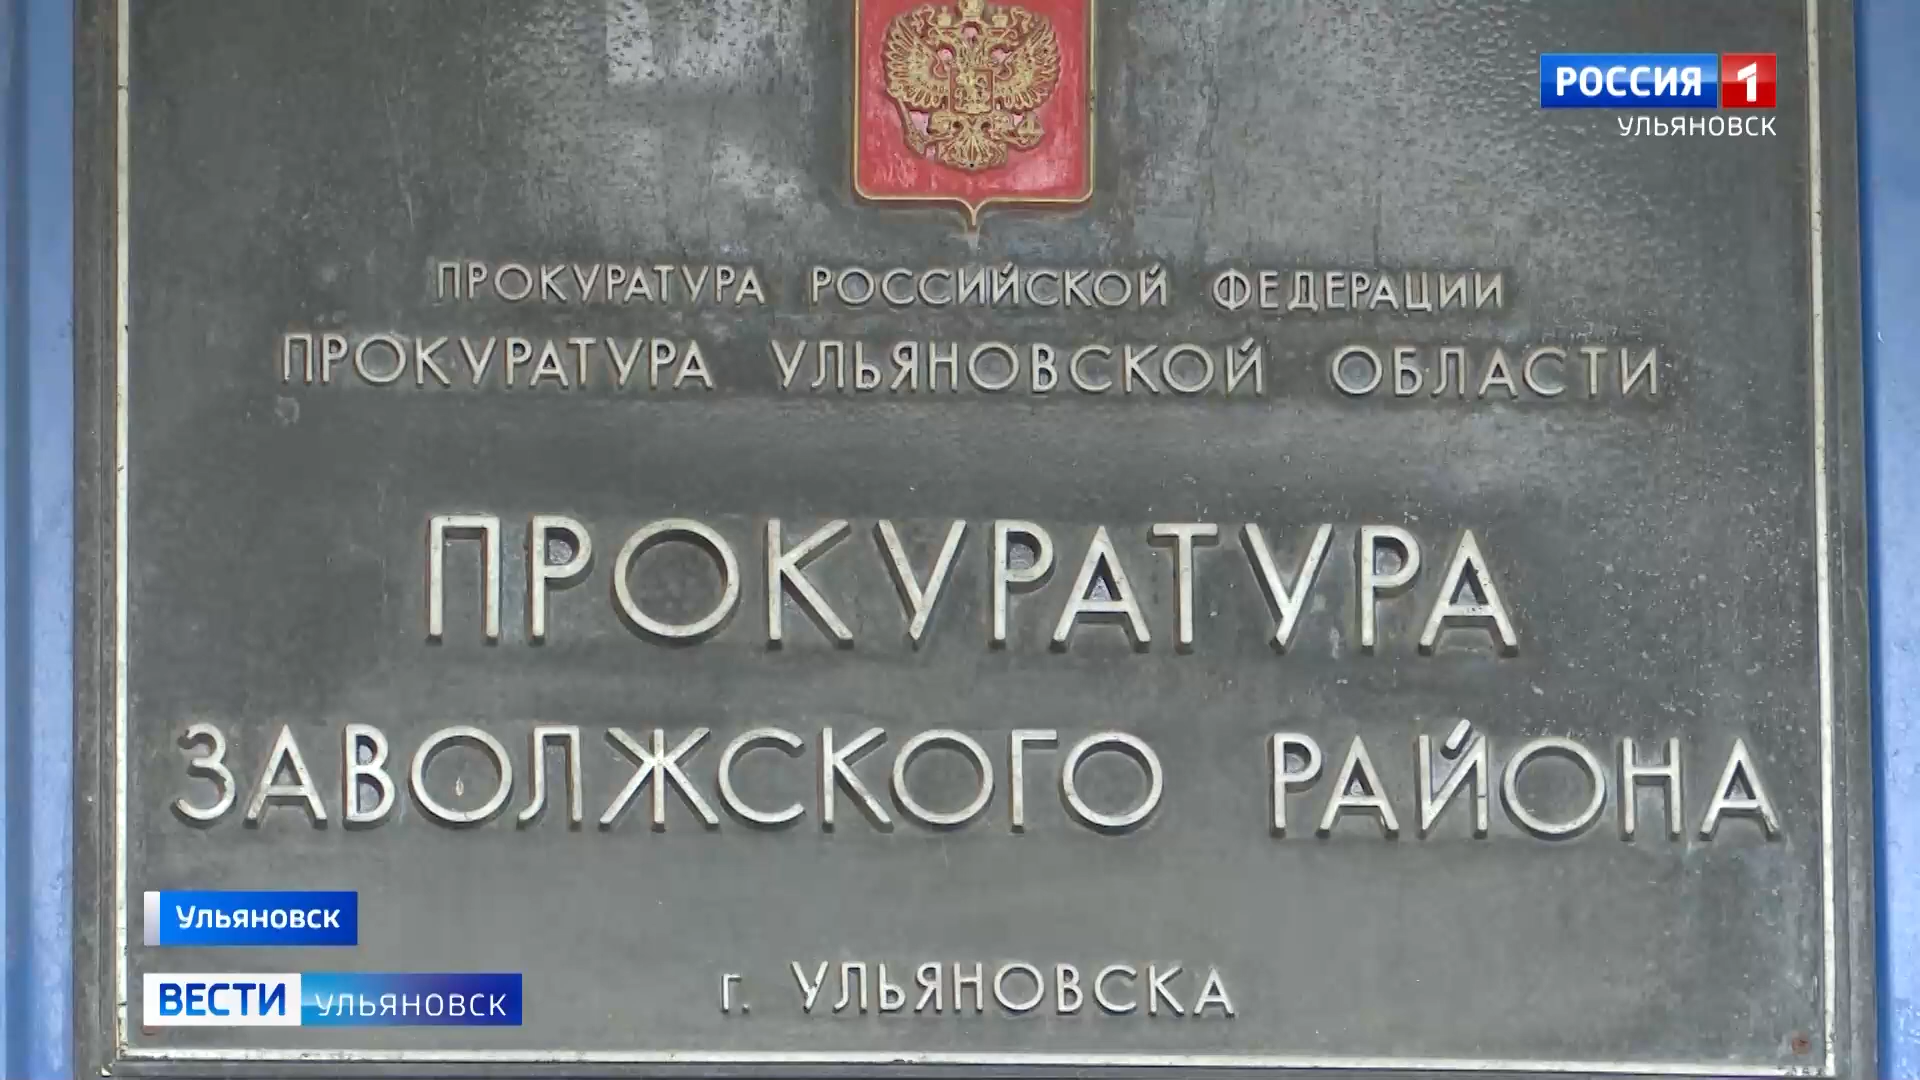 РОССИЯ 1
УЛЬЯНОВСК
ПРОКУРАТУРА РОССИЙСКОЙ ФЕДЕРАЦИИ
ПРОКУРАТУРА УЛЬЯНОВСКОЙ ОБЛАСТИ
ПРОКУРАТУРА
ЗАВОЛЖСКОГО РАЙОНА
г. УЛЬЯНОВСКА
Ульяновск
ВЕСТИ УЛЬЯНОВСК